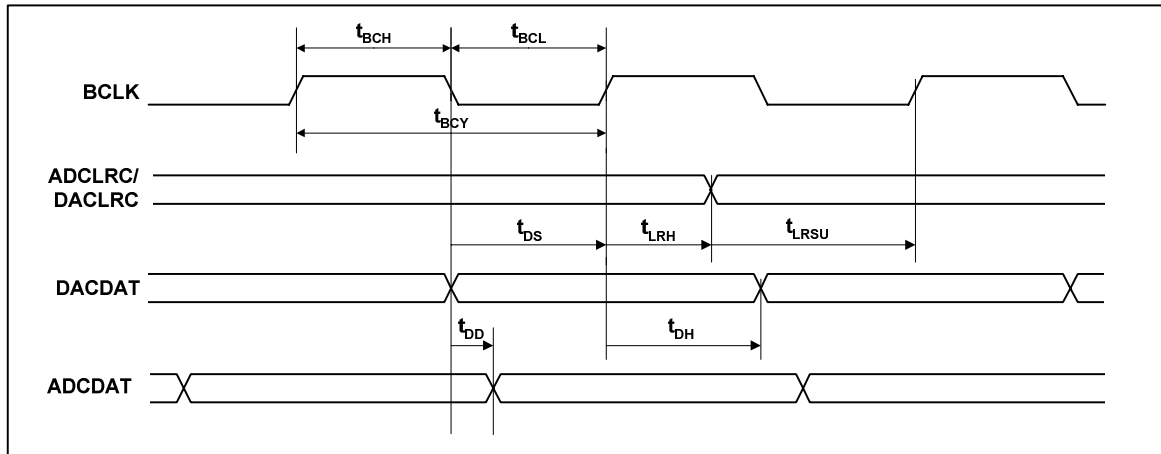 tBCH
tBCL
BCLK
tBCY
ADCLRC/
DACLRC
tDS
tLRH
tLRSU
DACDAT
tDD
tDH
ADCDAT